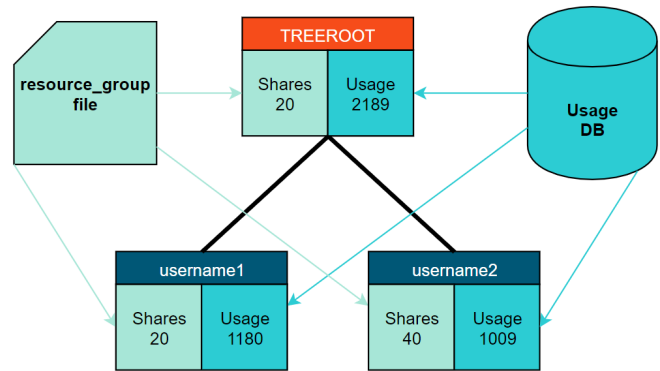 TREEROOT
resource_group
file
Shares
20
Usage
2189
Usage
DB
username1
Shares
20
Usage
1180
username2
Shares
40
Usage
1009